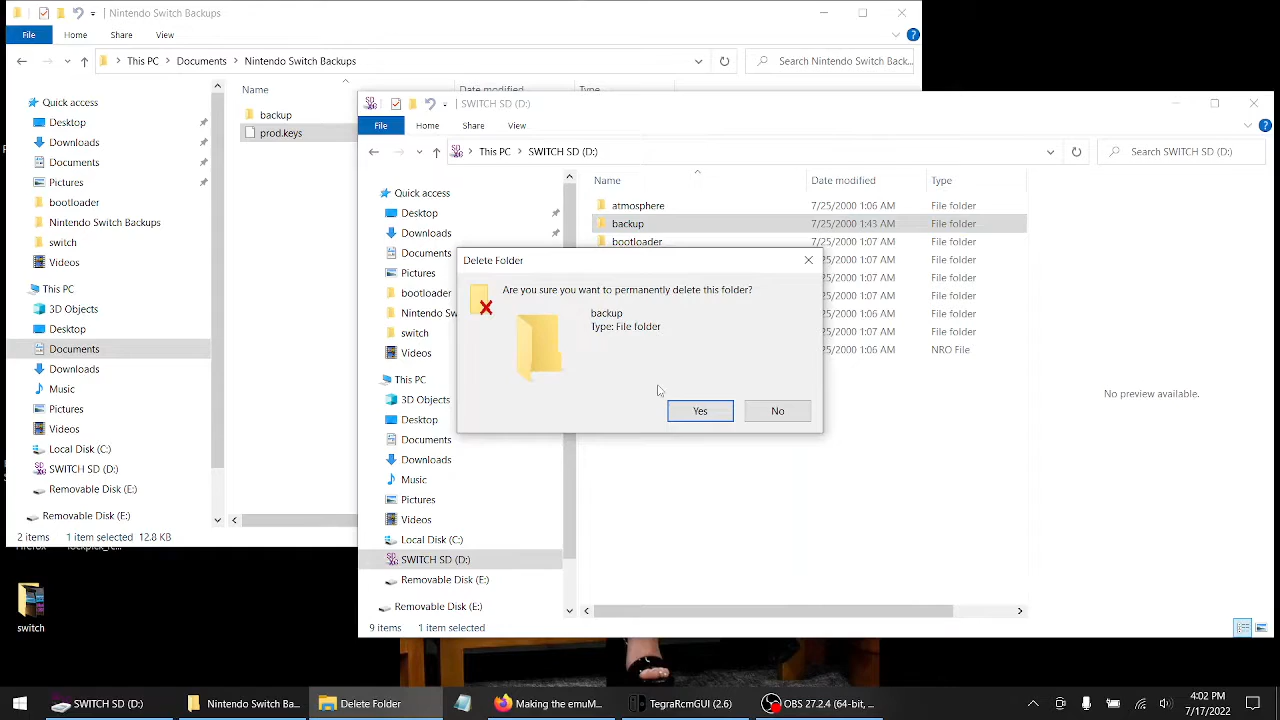 Nintendo Switch Backups
File Home Share View
This PC Documents Nintendo Switch Backups
Search Nintendo Switch Back...
Name
Type
backup
prod.keys
Quick access
Desktop
Downloads
Documents
Pictures
bootloader
Nintendo Switch Backups
switch
Videos
This PC
3D Objects
Desktop
Documents
Downloads
Music
Pictures
Videos
Local Disk (C:)
SWITCH SD (D:)
Removable Disk (E:)
Removable Disk (E:)
2 items 1 item selected 12.8 KB
SWITCH SD (D:)
File Home Share View
This PC SWITCH SD (D:)
Search SWITCH SD (D:)
Name Date modified Type
atmosphere 7/25/2000 1:06 AM File folder
backup 7/25/2000 1:43 AM File folder
bootloader 7/25/2000 1:07 AM File folder
25/2000 1:07 AM File folder
25/2000 1:07 AM File folder
25/2000 1:07 AM File folder
25/2000 1:06 AM File folder
25/2000 1:07 AM File folder
25/2000 1:06 AM NRO File
Quick access
Desktop
Downloads
Documents
Pictures
bootloader
Nintendo Sw
switch
Videos
This PC
3D Objects
Desktop
Documents
Downloads
Music
Pictures
Videos
Local Disk (C:)
SWITCH SD (D:)
Removable Disk (E:)
Removable Disk (E:)
9 items 1 item selected
No preview available.
Delete Folder
Are you sure you want to permanently delete this folder?
backup
Type: File folder
Yes No
switch
SWITCH SD (D:)
Nintendo Switch Ba...
Delete Folder
Making the emuM...
TegraRcmGUI (2.6)
OBS 27.2.4 (64-bit, ...
4:02 PM
7/17/2022